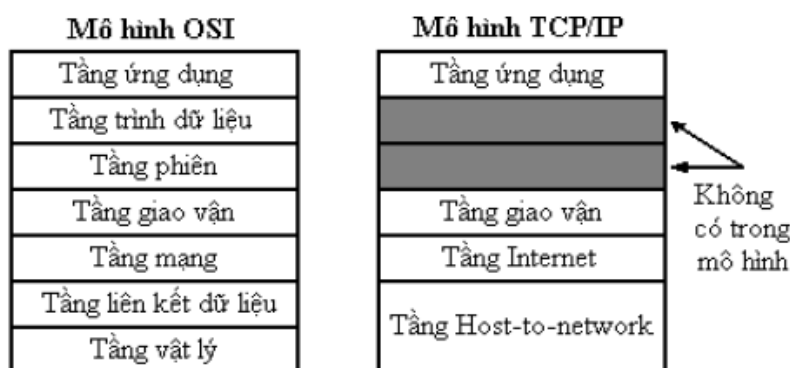 Mô hình OSI
Tầng ứng dụng
Tầng trình dữ liệu
Tầng phiên
Tầng giao vận
Tầng mạng
Tầng liên kết dữ liệu
Tầng vật lý
Mô hình TCP/IP
Tầng ứng dụng
Tầng giao vận
Tầng Internet
Tầng Host-to-network
Không
có trong
mô hình